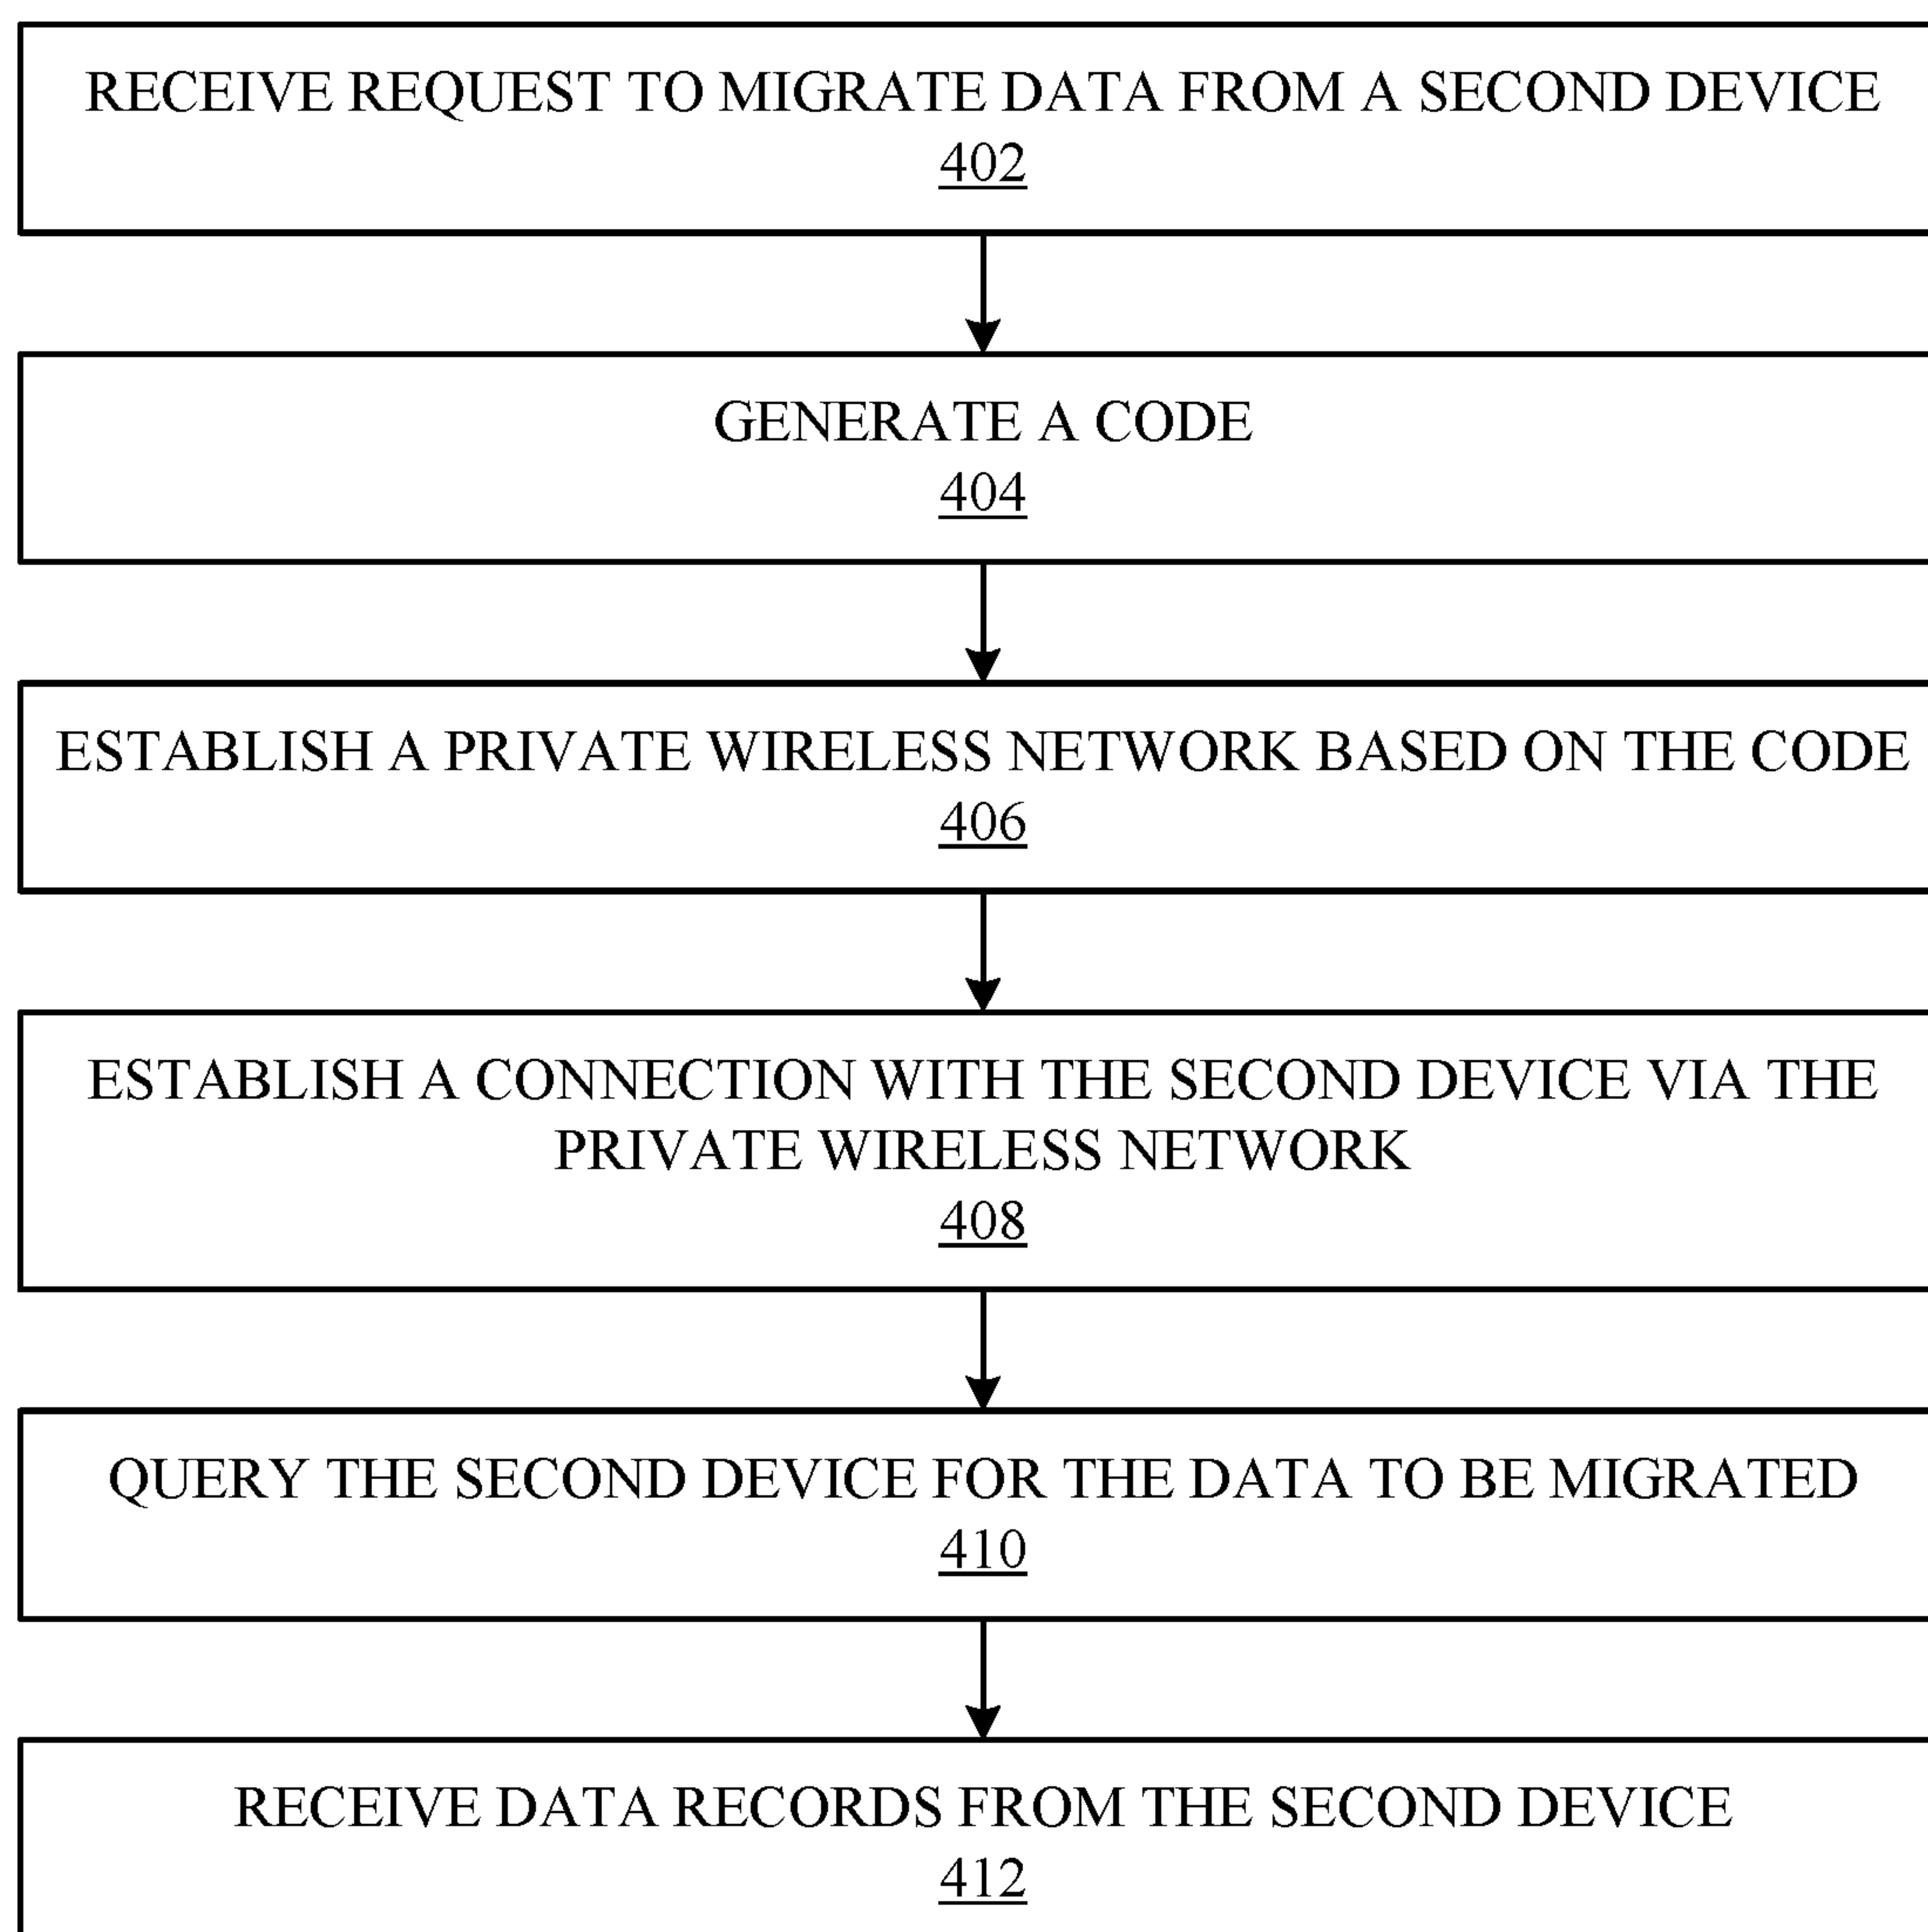 RECEIVE REQUEST TO MIGRATE DATA FROM A SECOND DEVICE
402
GENERATE A CODE
404
ESTABLISH A PRIVATE WIRELESS NETWORK BASED ON THE CODE
406
ESTABLISH A CONNECTION WITH THE SECOND DEVICE VIA THE
PRIVATE WIRELESS NETWORK
408
QUERY THE SECOND DEVICE FOR THE DATA TO BE MIGRATED
410
RECEIVE DATA RECORDS FROM THE SECOND DEVICE
412